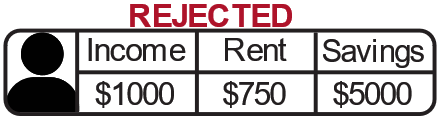 REJECTED
Income Rent Savings
$1000 $750 $5000